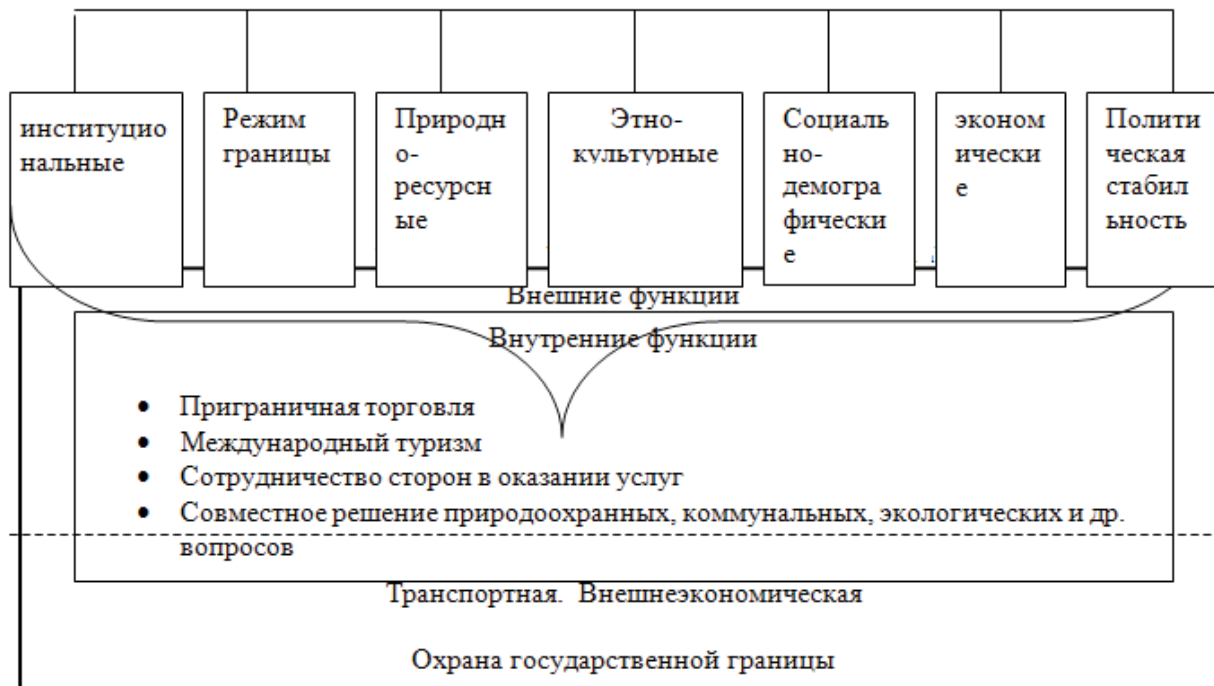 институцио
нальные
Режим
границы
Природн
о-
ресурсн
ые
Этно-
культурные
Социаль
но-
демогра
фически
е
эконом
ически
е
Полити
ческая
стабил
ьность
Внешние функции
Внутренние функции
• Приграничная торговля
• Международный туризм
• Сотрудничество сторон в оказании услуг
• Совместное решение природоохранных, коммунальных, экологических и др.
вопросов
Транспортная. Внешнеэкономическая
Охрана государственной границы